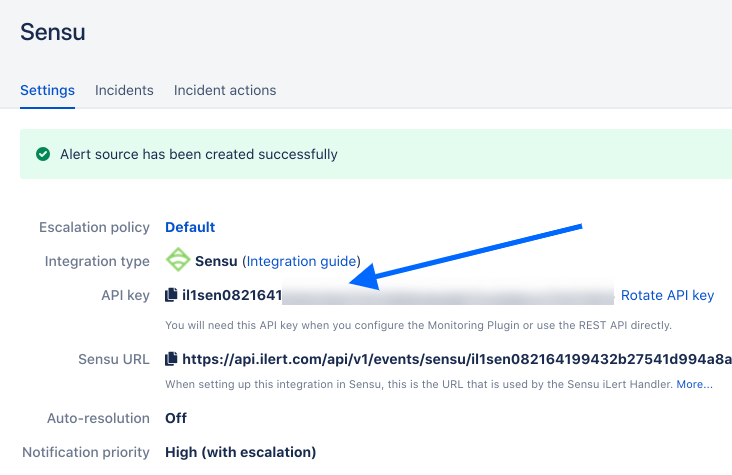 Sensu
Settings Incidents Incident actions
Alert source has been created successfully
Escalation policy Default
Integration type Sensu (Integration guide)
API key il1sen0821641 Rotate API key
You will need this API key when you configure the Monitoring Plugin or use the REST API directly.
Sensu URL https://api.ilert.com/api/v1/events/sensu/il1sen082164199432b27541d994a8a
When setting up this integration in Sensu, this is the URL that is used by the Sensu iLert Handler. More...
Auto-resolution Off
Notification priority High (with escalation)